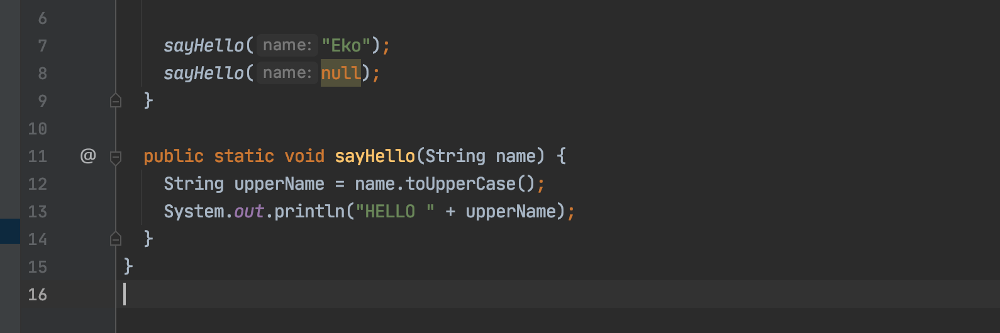 6
7 sayHello( name: "Eko");
8 sayHello( name: null);
9 }
10
11 @ public static void sayHello(String name) {
12 String upperName = name.toUpperCase();
13 System.out.println("HELLO " + upperName);
14 }
15 }
16